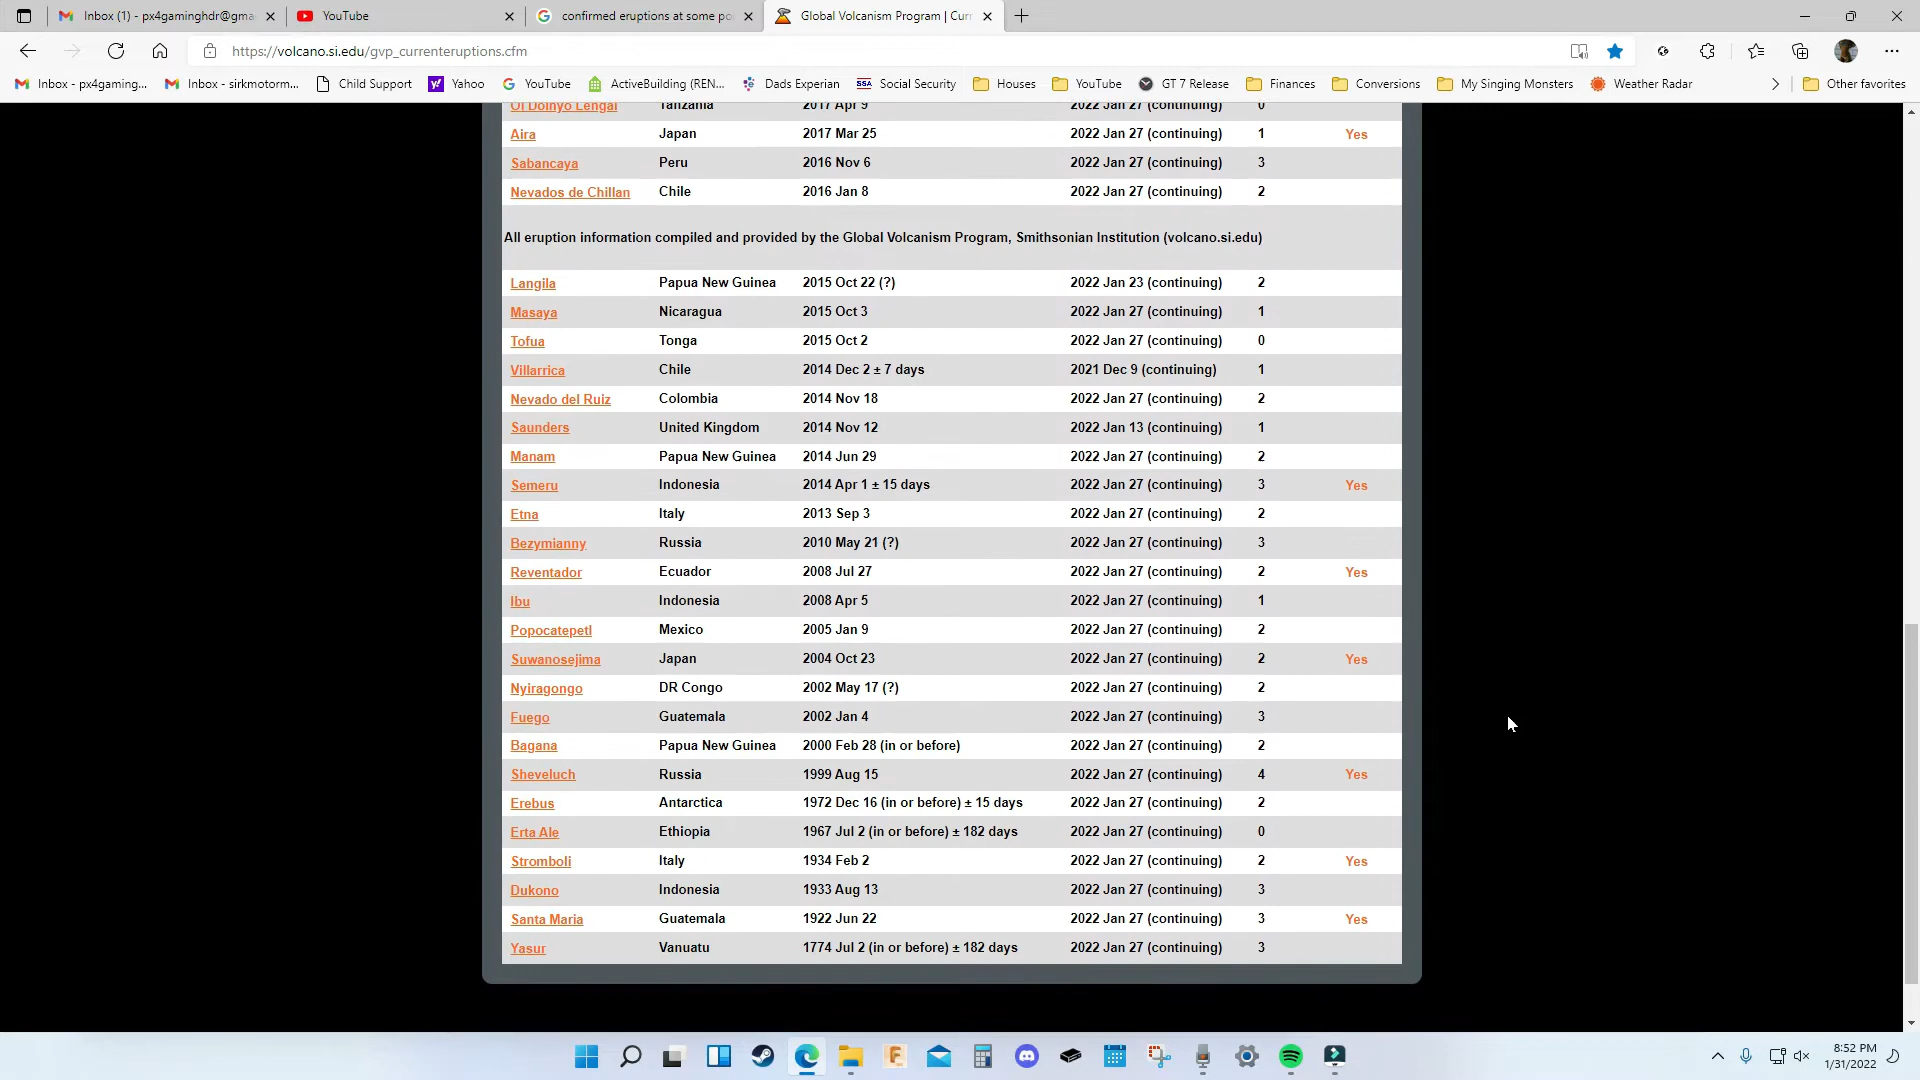 Inbox (1) - px4gaminghdr@gma
YouTube
confirmed eruptions at some po
Global Volcanism Program | Curr
https://volcano.si.edu/gvp_currenteruptions.cfm
Inbox - px4gaming... Inbox - sirkmotorm... Child Support Yahoo YouTube ActiveBuilding (REN... Dads Experian SSA Social Security Houses YouTube GT 7 Release Finances Conversions My Singing Monsters Weather Radar Other favorites
Ol Doinyo Lengai Tanzania 2017 Apr 9 2022 Jan 27 (continuing) 0
Aira Japan 2017 Mar 25 2022 Jan 27 (continuing) 1 Yes
Sabancaya Peru 2016 Nov 6 2022 Jan 27 (continuing) 3
Nevados de Chillan Chile 2016 Jan 8 2022 Jan 27 (continuing) 2
All eruption information compiled and provided by the Global Volcanism Program, Smithsonian Institution (volcano.si.edu)
Langila Papua New Guinea 2015 Oct 22 (?) 2022 Jan 23 (continuing) 2
Masaya Nicaragua 2015 Oct 3 2022 Jan 27 (continuing) 1
Tofua Tonga 2015 Oct 2 2022 Jan 27 (continuing) 0
Villarrica Chile 2014 Dec 2 ± 7 days 2021 Dec 9 (continuing) 1
Nevado del Ruiz Colombia 2014 Nov 18 2022 Jan 27 (continuing) 2
Saunders United Kingdom 2014 Nov 12 2022 Jan 13 (continuing) 1
Manam Papua New Guinea 2014 Jun 29 2022 Jan 27 (continuing) 2
Semeru Indonesia 2014 Apr 1 ± 15 days 2022 Jan 27 (continuing) 3 Yes
Etna Italy 2013 Sep 3 2022 Jan 27 (continuing) 2
Bezymianny Russia 2010 May 21 (?) 2022 Jan 27 (continuing) 3
Reventador Ecuador 2008 Jul 27 2022 Jan 27 (continuing) 2 Yes
Ibu Indonesia 2008 Apr 5 2022 Jan 27 (continuing) 1
Popocatepetl Mexico 2005 Jan 9 2022 Jan 27 (continuing) 2
Suwanosejima Japan 2004 Oct 23 2022 Jan 27 (continuing) 2 Yes
Nyiragongo DR Congo 2002 May 17 (?) 2022 Jan 27 (continuing) 2
Fuego Guatemala 2002 Jan 4 2022 Jan 27 (continuing) 3
Bagana Papua New Guinea 2000 Feb 28 (in or before) 2022 Jan 27 (continuing) 2
Sheveluch Russia 1999 Aug 15 2022 Jan 27 (continuing) 4 Yes
Erebus Antarctica 1972 Dec 16 (in or before) ± 15 days 2022 Jan 27 (continuing) 2
Erta Ale Ethiopia 1967 Jul 2 (in or before) ± 182 days 2022 Jan 27 (continuing) 0
Stromboli Italy 1934 Feb 2 2022 Jan 27 (continuing) 2 Yes
Dukono Indonesia 1933 Aug 13 2022 Jan 27 (continuing) 3
Santa Maria Guatemala 1922 Jun 22 2022 Jan 27 (continuing) 3 Yes
Yasur Vanuatu 1774 Jul 2 (in or before) ± 182 days 2022 Jan 27 (continuing) 3
8:52 PM
1/31/2022